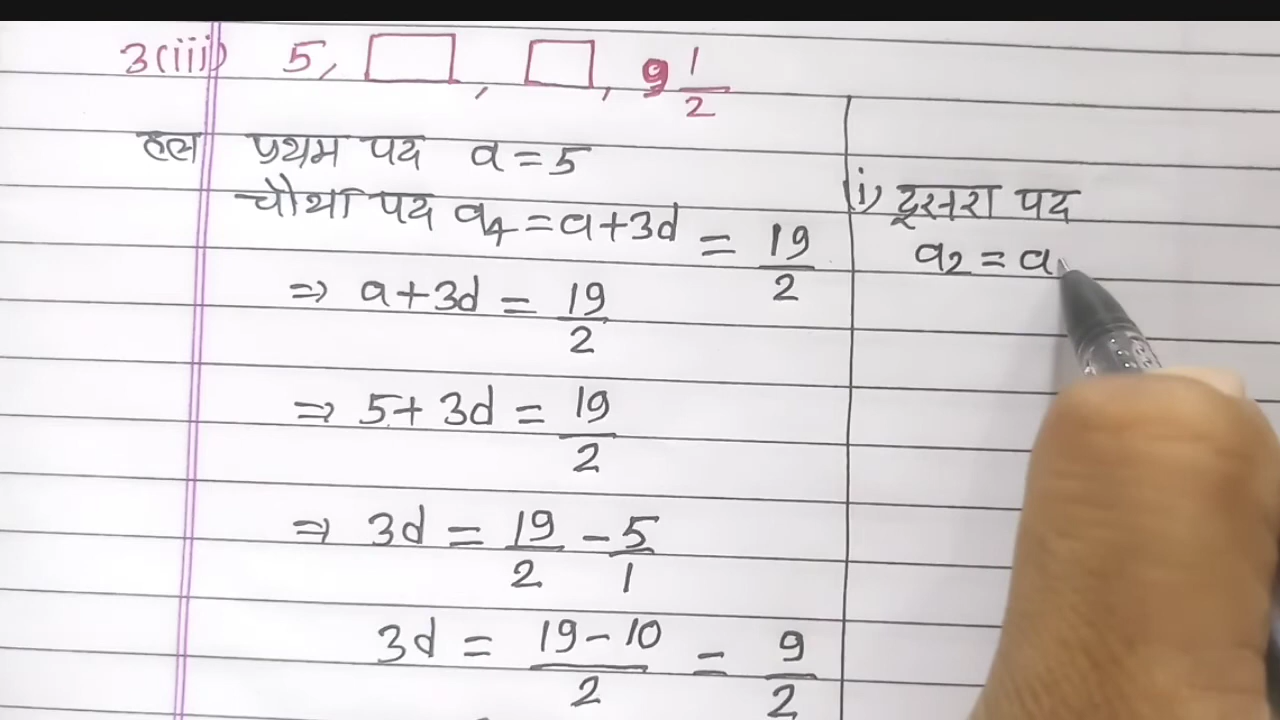 3(iii) 5, □, □, 9 1/2
हल प्रथम पद a = 5
चौथा पद a4 = a+3d = 19/2
⇒ a+3d = 19/2
⇒ 5+3d = 19/2
⇒ 3d = 19/2 - 5/1
3d = (19-10)/2 = 9/2
(i) दूसरा पद
a2 = a